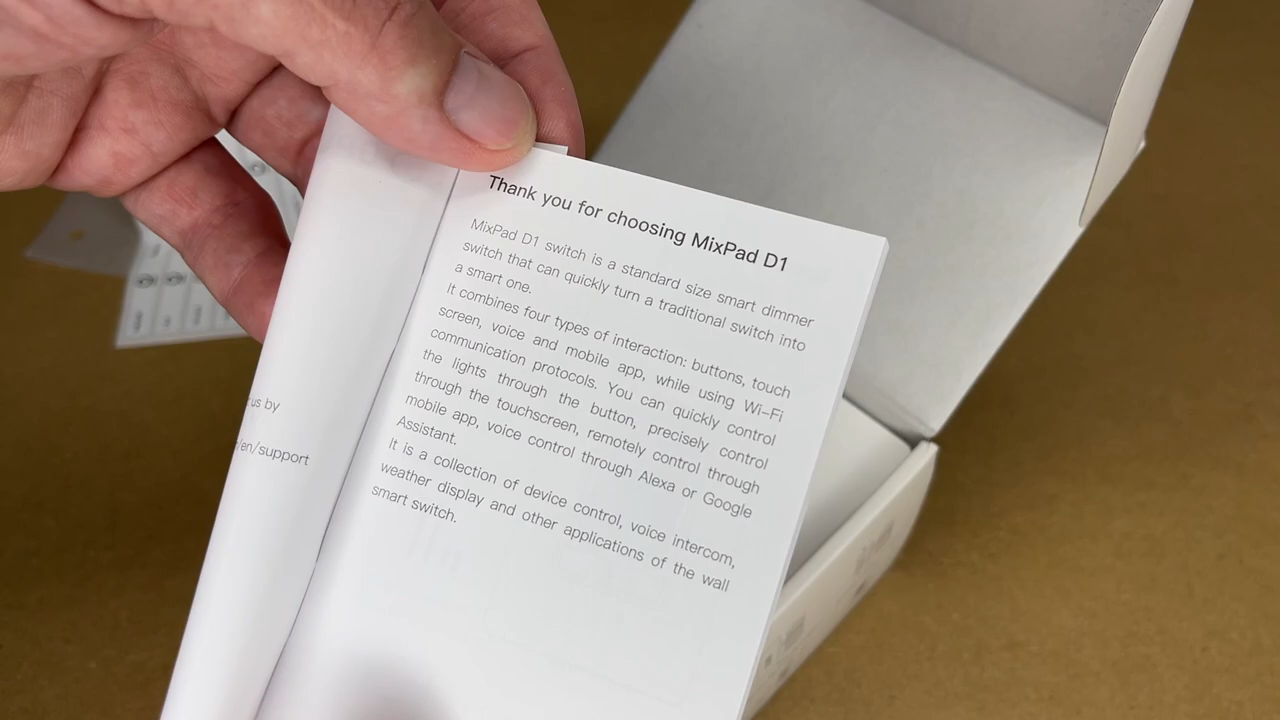 Thank you for choosing MixPad D1
MixPad D1 switch is a standard size smart dimmer
switch that can quickly turn a traditional switch into
a smart one.
It combines four types of interaction: buttons, touch
screen, voice and mobile app, while using Wi-Fi
communication protocols. You can quickly control
the lights through the button, precisely control
through the touchscreen, remotely control through
mobile app, voice control through Alexa or Google
Assistant.
It is a collection of device control, voice intercom,
weather display and other applications of the wall
smart switch.
us by
/en/support